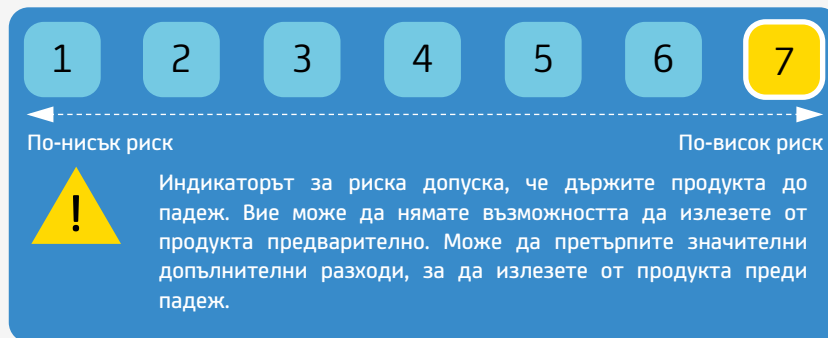 1 2 3 4 5 6 7
По-нисък риск По-висок риск
!
Индикаторът за риска допуска, че държите продукта до
падеж. Вие може да нямате възможността да излезете от
продукта предварително. Може да претърпите значителни
допълнителни разходи, за да излезете от продукта преди
падеж.